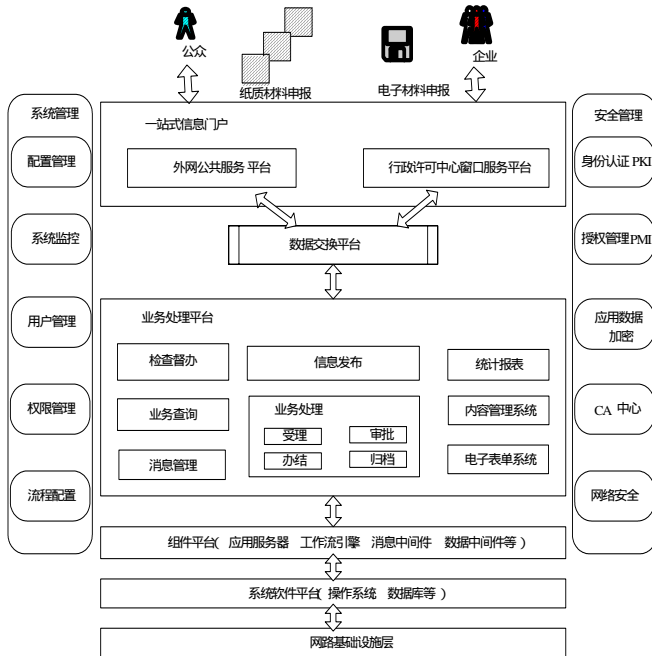 公众
企业
纸质材料申报
电子材料申报
系统管理
配置管理
系统监控
用户管理
权限管理
流程配置
一站式信息门户
外网公共服务 平台
行政许可中心窗口服务平台
数据交换平台
业务处理平台
检查督办
信息发布
统计报表
业务查询
业务处理
受理
审批
办结
归档
内容管理系统
消息管理
电子表单系统
组件平台( 应用服务器 工作流引擎 消息中间件 数据中间件等 )
系统软件平台( 操作系统 数据库等 )
网路基础设施层
安全管理
身份认证 PKI
授权管理PMI
应用数据
加密
CA 中心
网络安全